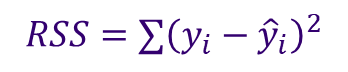 RSS = ∑(yᵢ − ŷᵢ)²